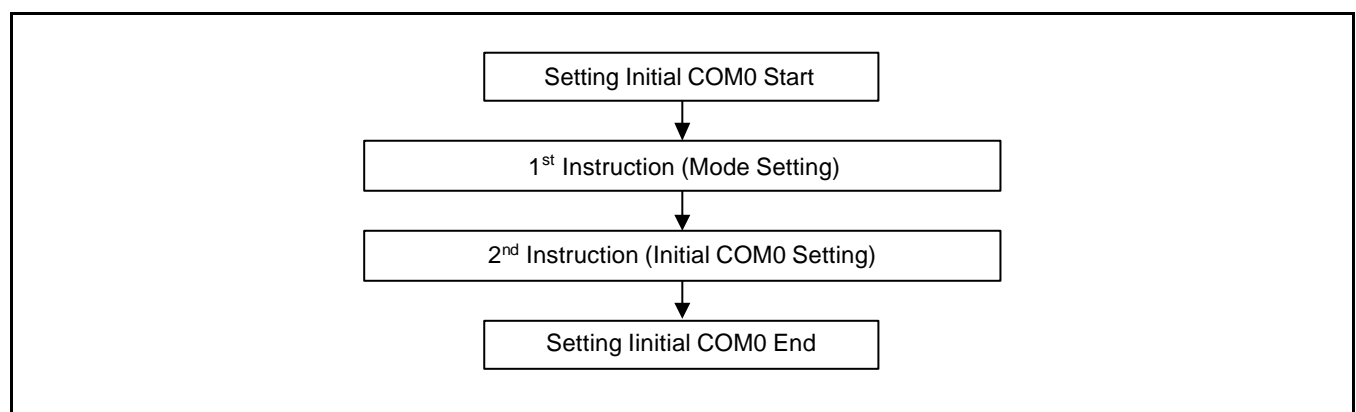 Setting Initial COM0 Start
1st Instruction (Mode Setting)
2nd Instruction (Initial COM0 Setting)
Setting Iinitial COM0 End